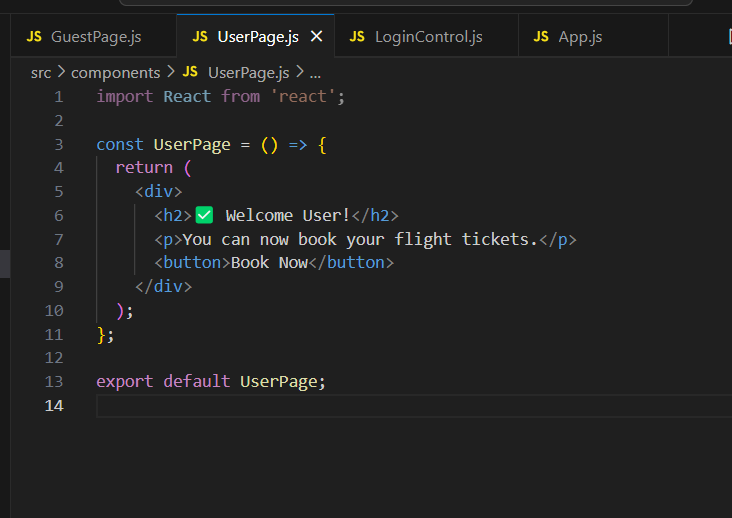 JS GuestPage.js JS UserPage.js JS LoginControl.js JS App.js
src > components > JS UserPage.js > ...
1 import React from 'react';
2
3 const UserPage = () => {
4 return (
5 <div>
6 <h2>✅ Welcome User!</h2>
7 <p>You can now book your flight tickets.</p>
8 <button>Book Now</button>
9 </div>
10 );
11 };
12
13 export default UserPage;
14